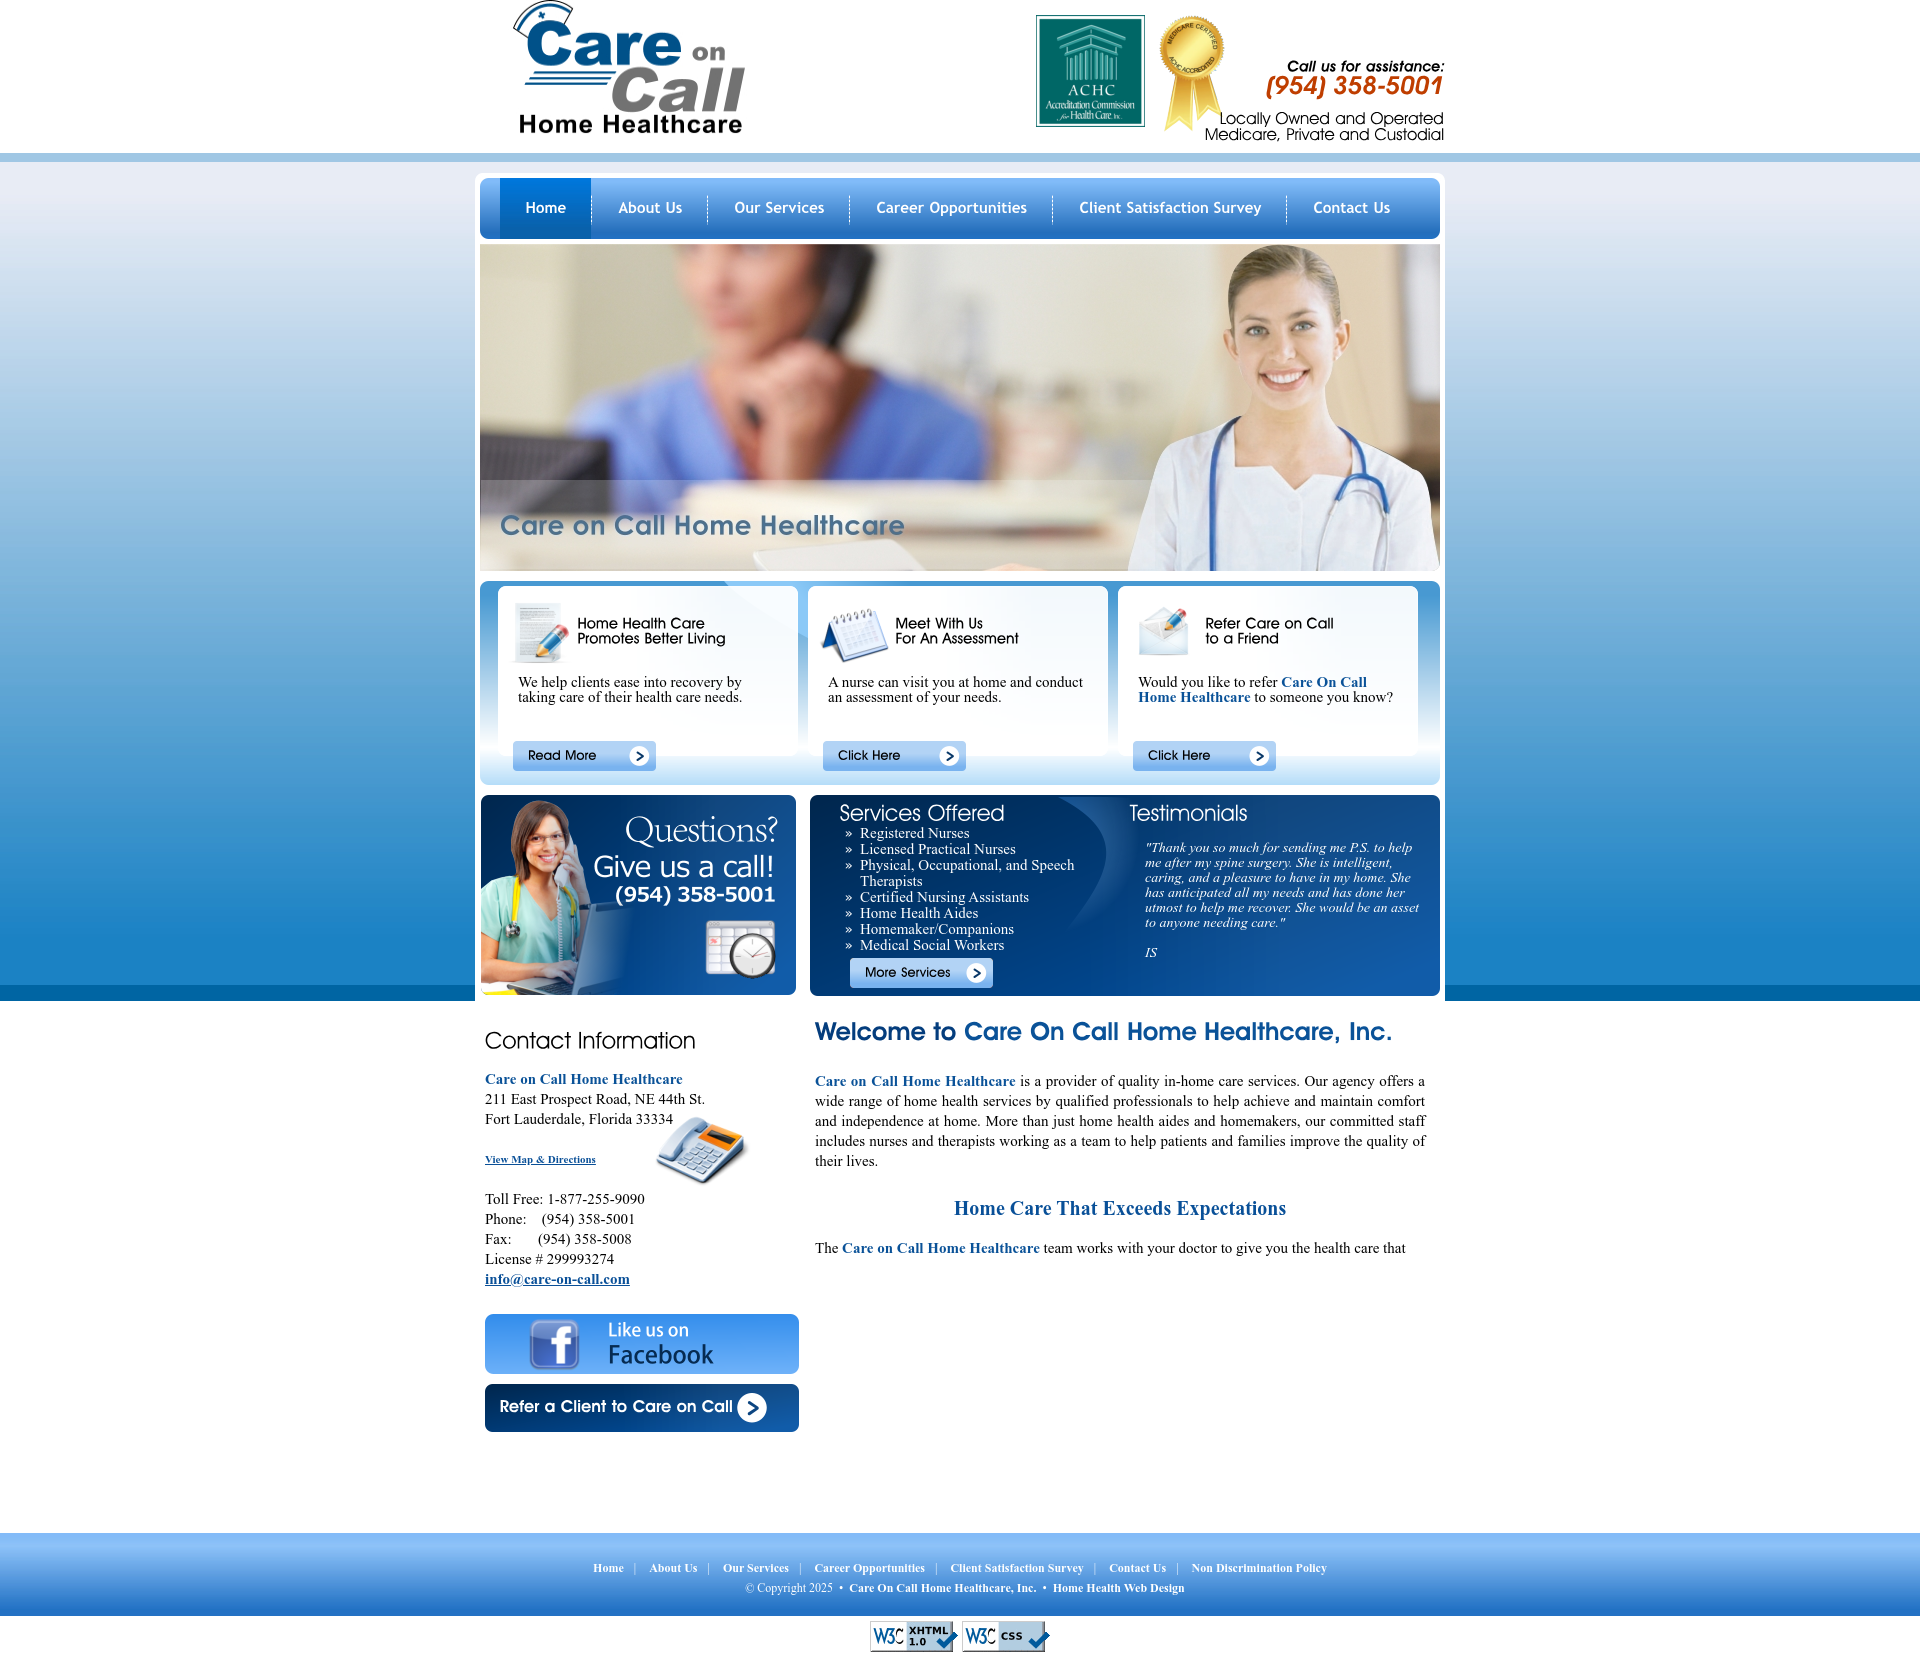 Care on
Call
Home Healthcare
ACHC
Accreditation Commission
for Health Care, Inc.
MEDICARE CERTIFIED
ACHC ACCREDITED
Call us for assistance:
(954) 358-5001
Locally Owned and Operated
Medicare, Private and Custodial
Home
About Us
Our Services
Career Opportunities
Client Satisfaction Survey
Contact Us
Care on Call Home Healthcare
Home Health Care
Promotes Better Living
We help clients ease into recovery by
taking care of their health care needs.
Read More
Meet With Us
For An Assessment
A nurse can visit you at home and conduct
an assessment of your needs.
Click Here
Refer Care on Call
to a Friend
Would you like to refer Care On Call
Home Healthcare to someone you know?
Click Here
Questions?
Give us a call!
(954) 358-5001
Services Offered
» Registered Nurses
» Licensed Practical Nurses
» Physical, Occupational, and Speech
Therapists
» Certified Nursing Assistants
» Home Health Aides
» Homemaker/Companions
» Medical Social Workers
More Services
Testimonials
"Thank you so much for sending me P.S. to help
me after my spine surgery. She is intelligent,
caring, and a pleasure to have in my home. She
has anticipated all my needs and has done her
utmost to help me recover. She would be an asset
to anyone needing care."
IS
Contact Information
Care on Call Home Healthcare
211 East Prospect Road, NE 44th St.
Fort Lauderdale, Florida 33334
View Map & Directions
Toll Free: 1-877-255-9090
Phone: (954) 358-5001
Fax: (954) 358-5008
License # 299993274
info@care-on-call.com
Like us on
Facebook
Refer a Client to Care on Call
Welcome to Care On Call Home Healthcare, Inc.
Care on Call Home Healthcare is a provider of quality in-home care services. Our agency offers a
wide range of home health services by qualified professionals to help achieve and maintain comfort
and independence at home. More than just home health aides and homemakers, our committed staff
includes nurses and therapists working as a team to help patients and families improve the quality of
their lives.
Home Care That Exceeds Expectations
The Care on Call Home Healthcare team works with your doctor to give you the health care that
Home | About Us | Our Services | Career Opportunities | Client Satisfaction Survey | Contact Us | Non Discrimination Policy
© Copyright 2025 • Care On Call Home Healthcare, Inc. • Home Health Web Design
W3C XHTML 1.0
W3C CSS